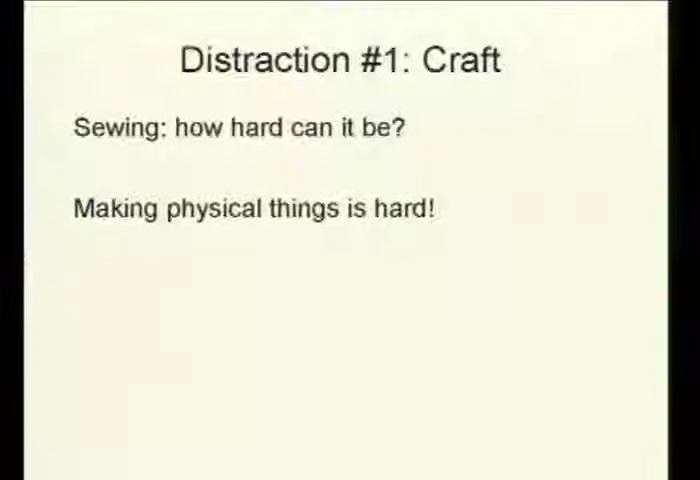 Distraction #1: Craft
Sewing: how hard can it be?
Making physical things is hard!